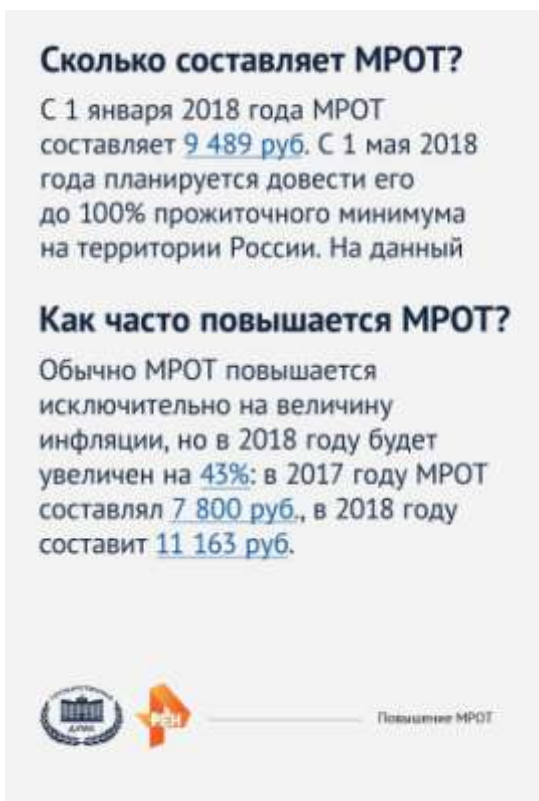 Сколько составляет МРОТ?
С 1 января 2018 года МРОТ
составляет 9 489 руб. С 1 мая 2018
года планируется довести его
до 100% прожиточного минимума
на территории России. На данный
Как часто повышается МРОТ?
Обычно МРОТ повышается
исключительно на величину
инфляции, но в 2018 году будет
увеличен на 43%: в 2017 году МРОТ
составлял 7 800 руб., в 2018 году
составит 11 163 руб.
ГОСУДАРСТВЕННАЯ
ДУМА
РЕН
Повышение МРОТ